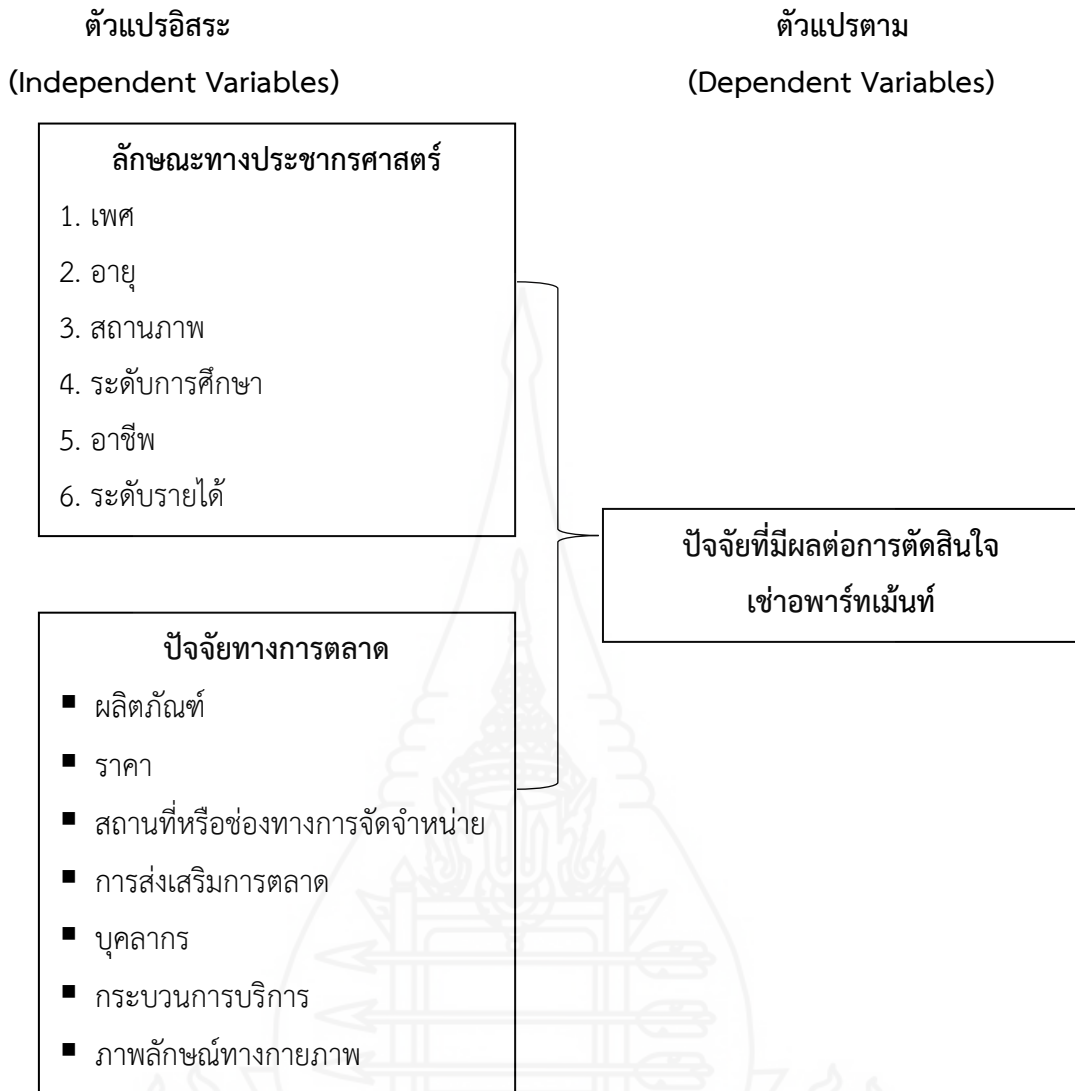 ตัวแปรอิสระ
(Independent Variables)
ตัวแปรตาม
(Dependent Variables)
ลักษณะทางประชากรศาสตร์
1. เพศ
2. อายุ
3. สถานภาพ
4. ระดับการศึกษา
5. อาชีพ
6. ระดับรายได้
ปัจจัยที่มีผลต่อการตัดสินใจ
เช่าอพาร์ทเม้นท์
ปัจจัยทางการตลาด
▪ ผลิตภัณฑ์
▪ ราคา
▪ สถานที่หรือช่องทางการจัดจำหน่าย
▪ การส่งเสริมการตลาด
▪ บุคลากร
▪ กระบวนการบริการ
▪ ภาพลักษณ์ทางกายภาพ